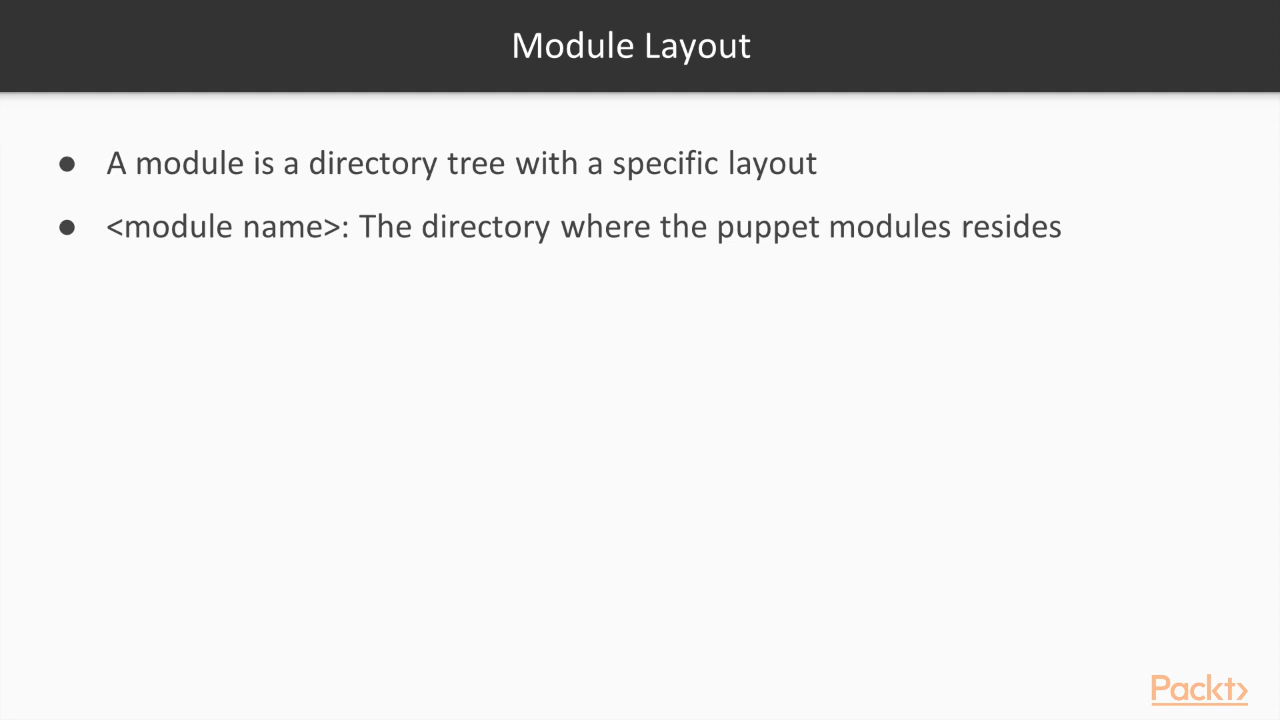 Module Layout
● A module is a directory tree with a specific layout
● <module name>: The directory where the puppet modules resides
Packt>